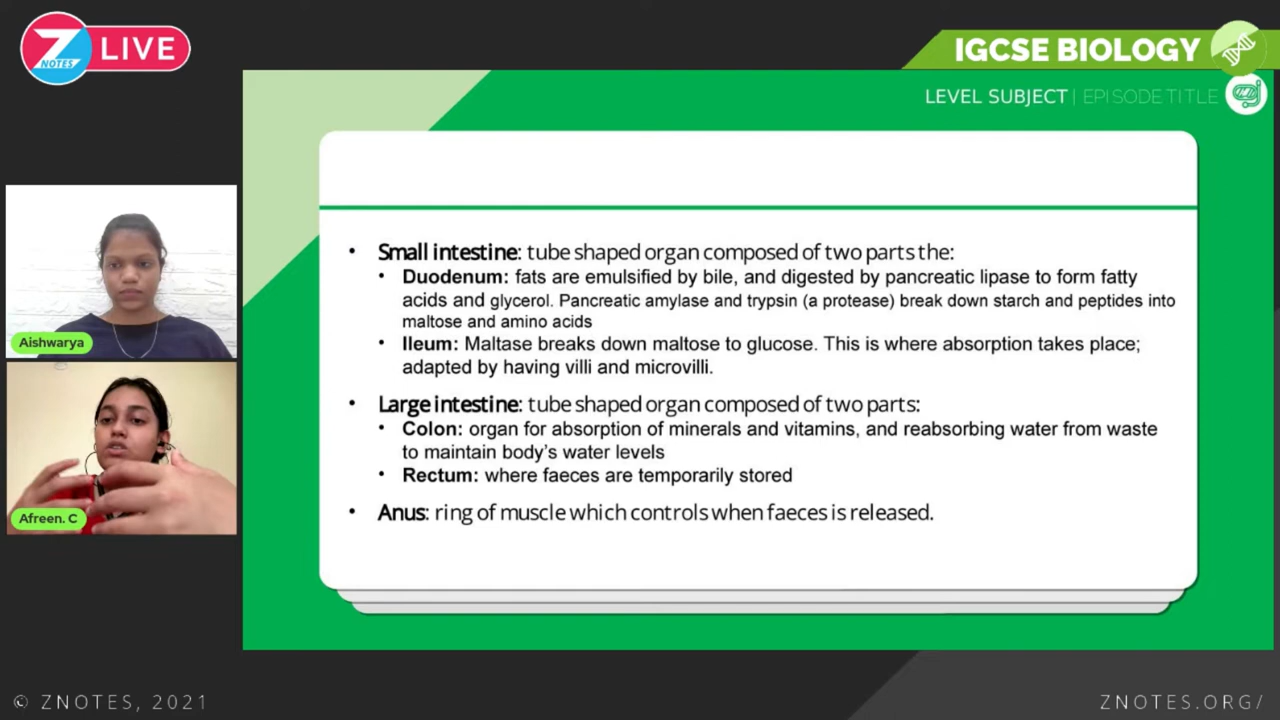 Z NOTES LIVE
IGCSE BIOLOGY
LEVEL SUBJECT | EPISODE TITLE
• Small intestine: tube shaped organ composed of two parts the:
• Duodenum: fats are emulsified by bile, and digested by pancreatic lipase to form fatty
acids and glycerol. Pancreatic amylase and trypsin (a protease) break down starch and peptides into
maltose and amino acids
• Ileum: Maltase breaks down maltose to glucose. This is where absorption takes place;
adapted by having villi and microvilli.
• Large intestine: tube shaped organ composed of two parts:
• Colon: organ for absorption of minerals and vitamins, and reabsorbing water from waste
to maintain body's water levels
• Rectum: where faeces are temporarily stored
• Anus: ring of muscle which controls when faeces is released.
Aishwarya
Afreen. C
© ZNOTES, 2021
ZNOTES.ORG/